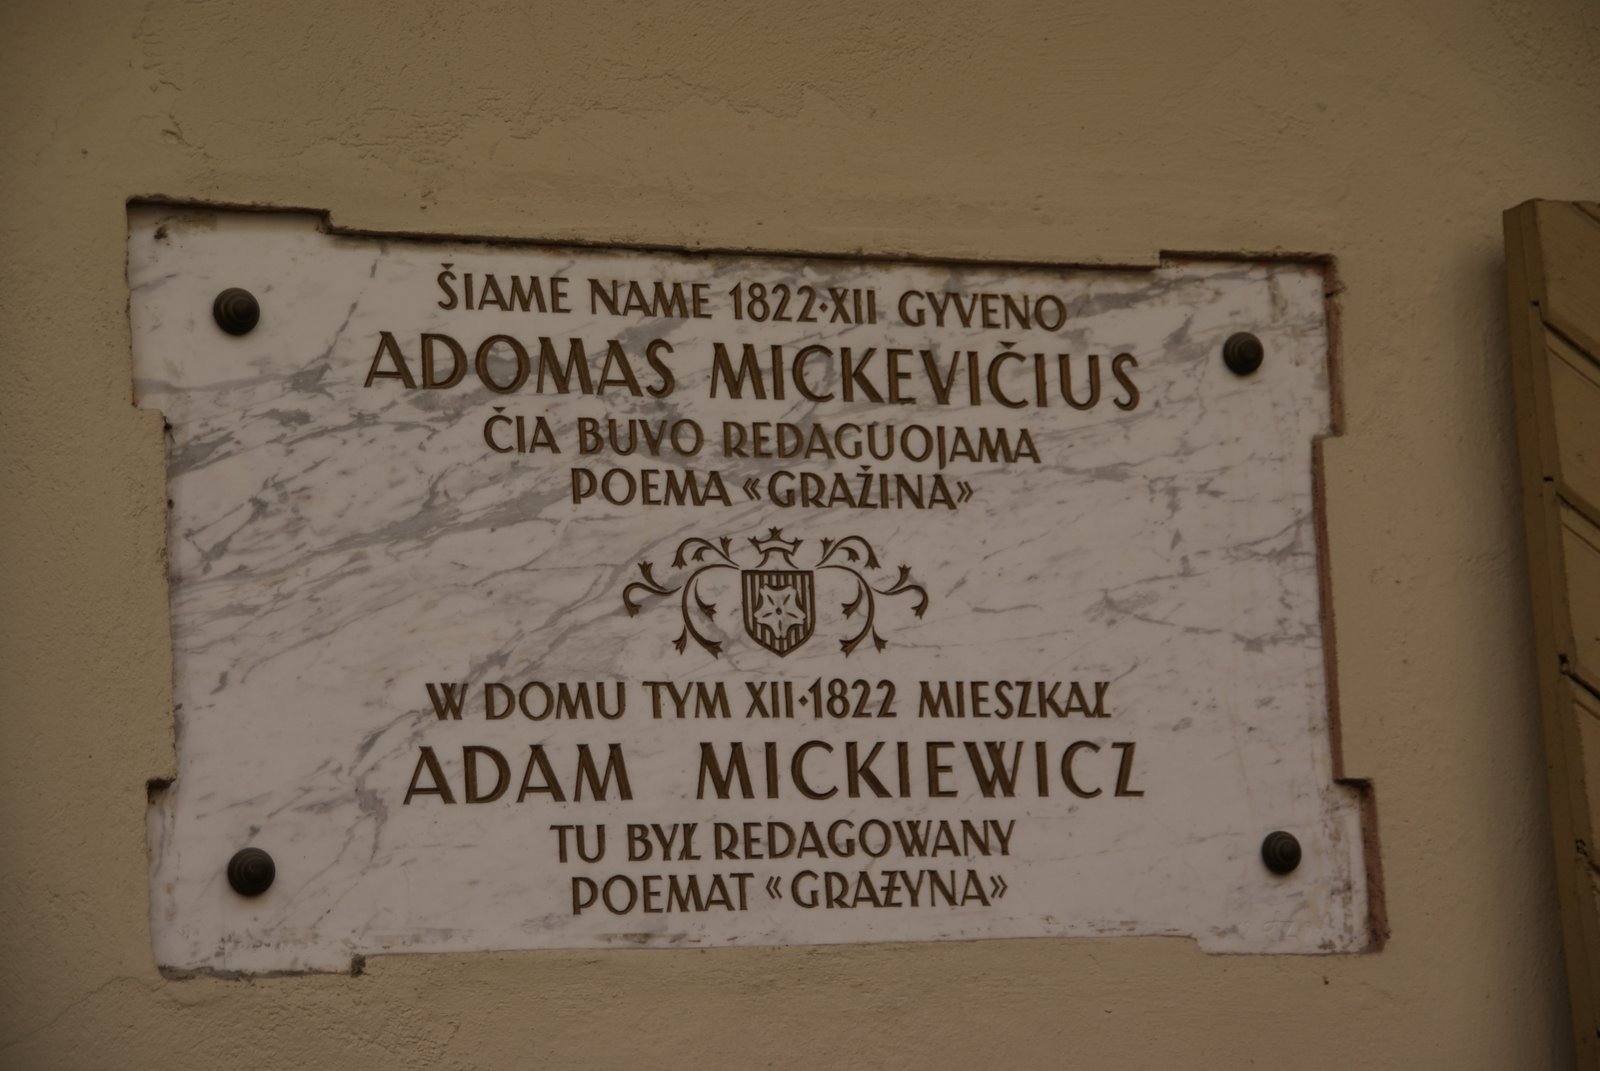 ŠIAME NAME 1822·XII GYVENO
ADOMAS MICKEVIČIUS
ČIA BUVO REDAGUOJAMA
POEMA «GRAŽINA»
W DOMU TYM XII·1822 MIESZKAŁ
ADAM MICKIEWICZ
TU BYŁ REDAGOWANY
POEMAT «GRAŻYNA»